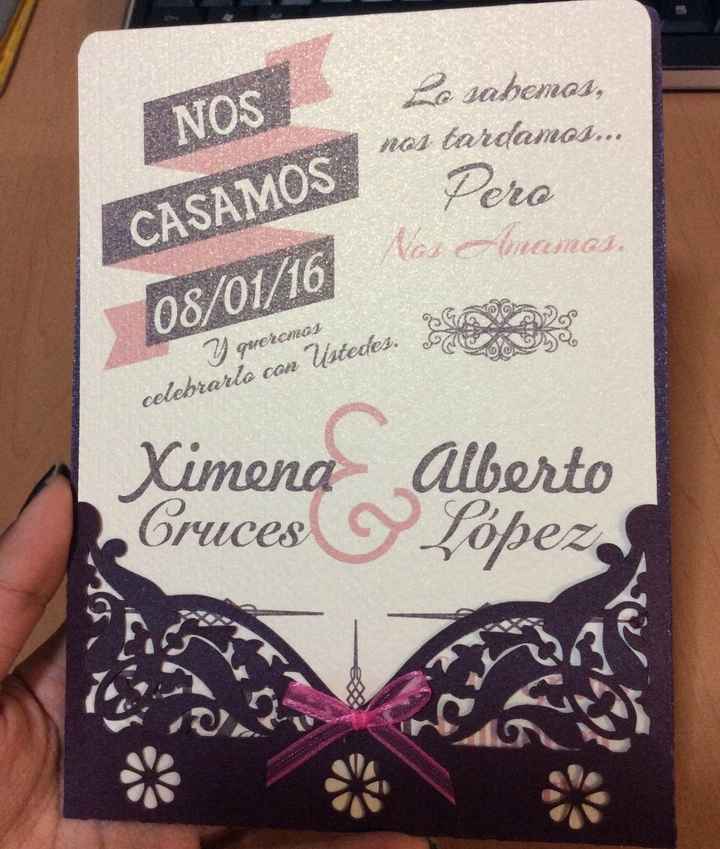 NOS
CASAMOS
08/01/16
Y queremos
celebrarlo con Ustedes.
Lo sabemos,
nos tardamos...
Pero
Nos Amamos.
Ximena & Alberto
Cruces López